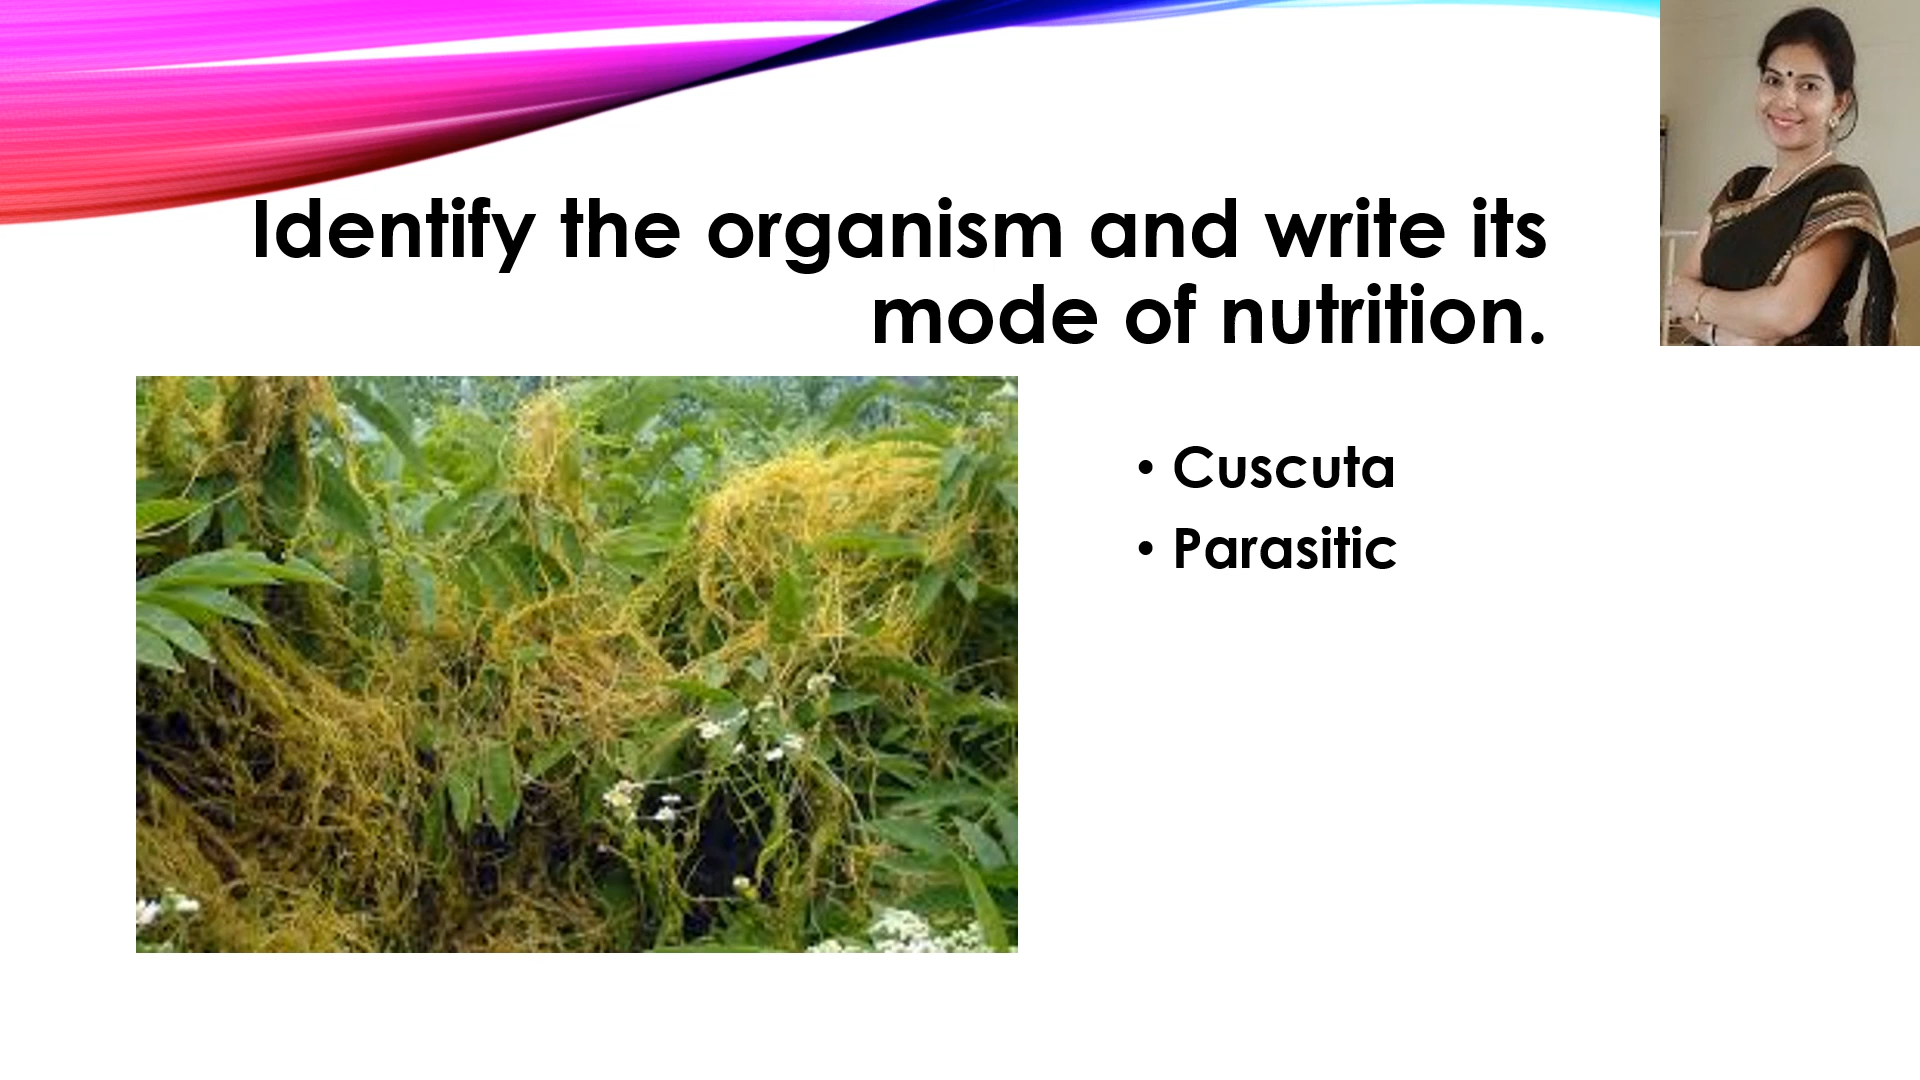 Identify the organism and write its
mode of nutrition.
• Cuscuta
• Parasitic